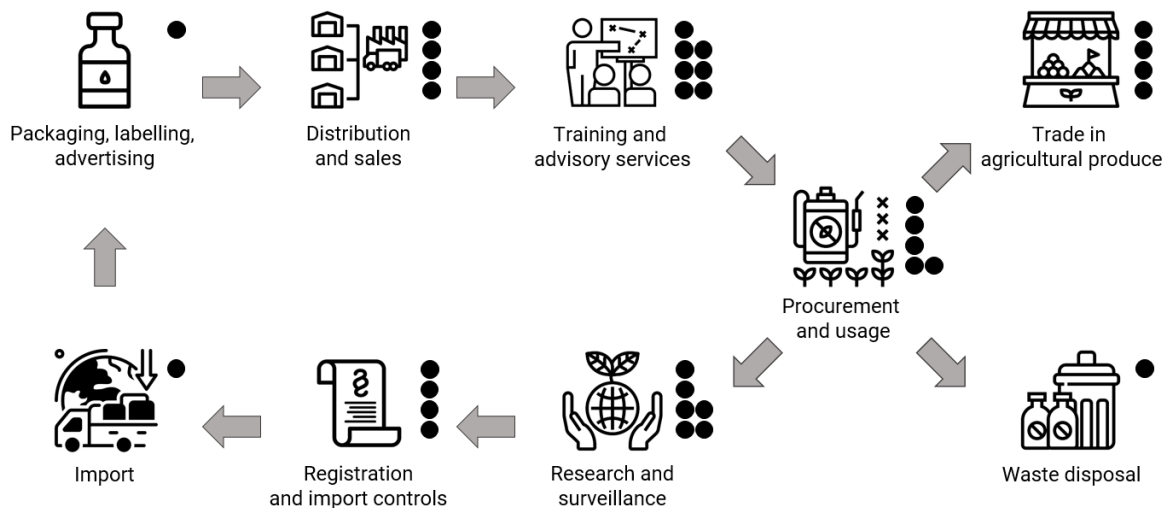 Packaging, labelling,
advertising
Distribution
and sales
Training and
advisory services
Trade in
agricultural produce
Procurement
and usage
Import
Registration
and import controls
Research and
surveillance
Waste disposal